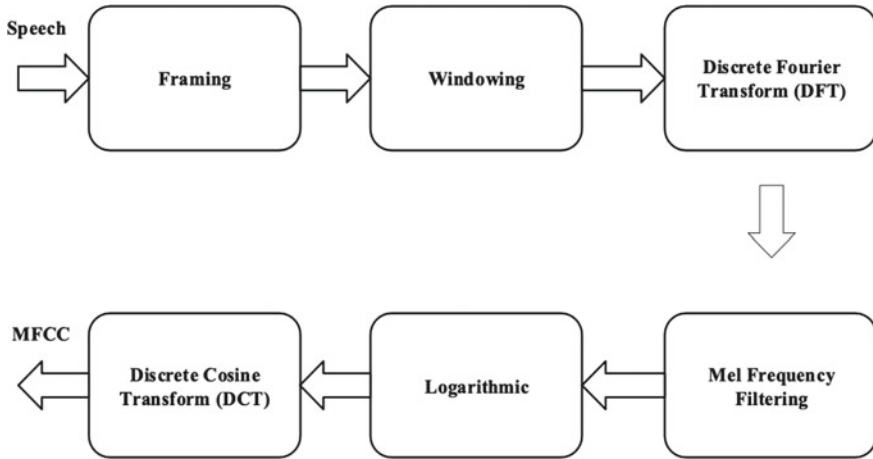 Speech
Framing
Windowing
Discrete Fourier
Transform (DFT)
MFCC
Discrete Cosine
Transform (DCT)
Logarithmic
Mel Frequency
Filtering